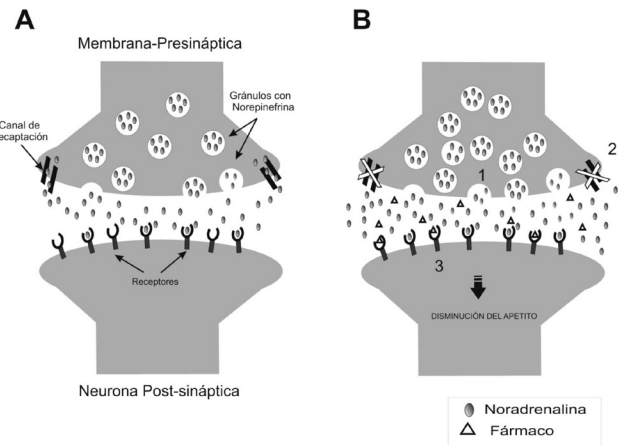 A
Membrana-Presináptica
Gránulos con
Norepinefrina
Canal de
ecaptación
Receptores
Neurona Post-sináptica
B
1
2
3
DISMINUCIÓN DEL APETITO
Noradrenalina
Fármaco